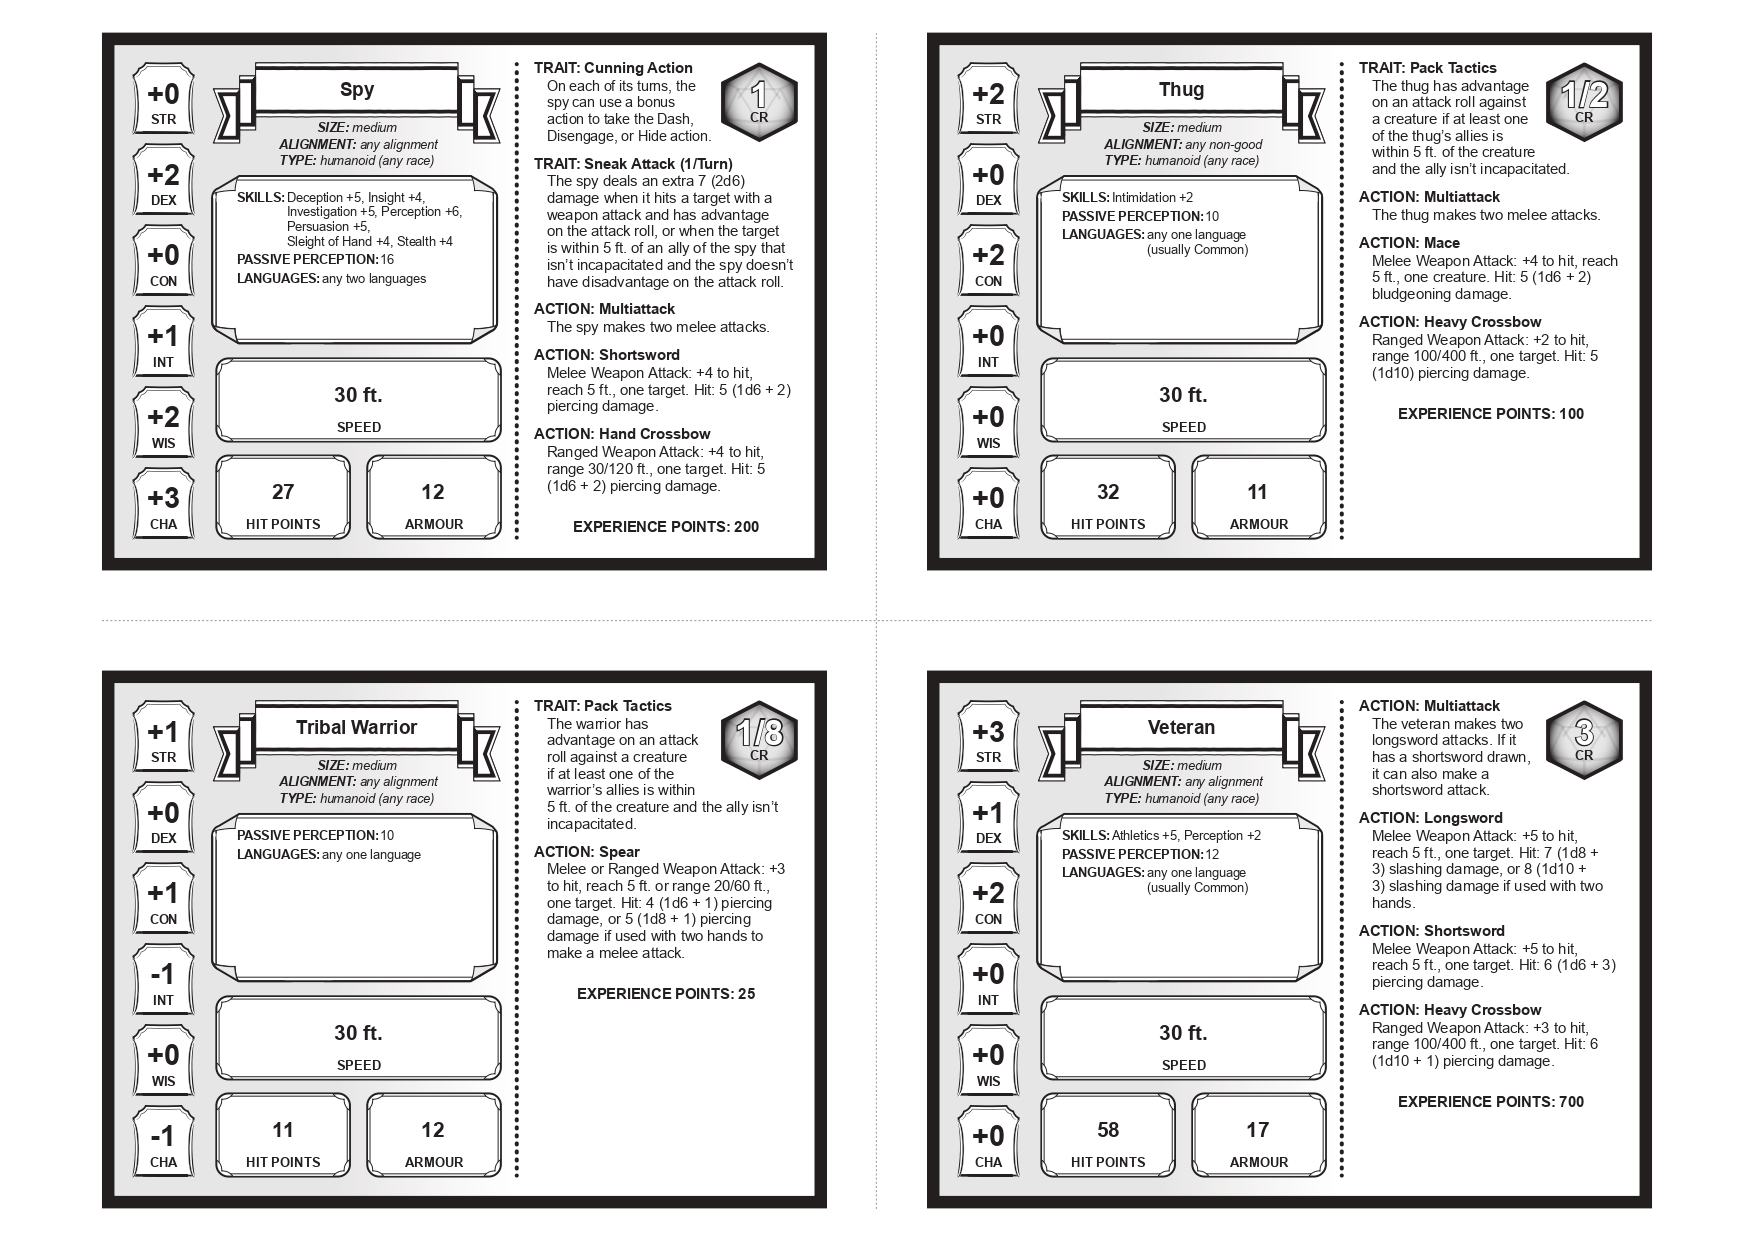 +0
STR
+2
DEX
+0
CON
+1
INT
+2
WIS
+3
CHA
Spy
SIZE: medium
ALIGNMENT: any alignment
TYPE: humanoid (any race)
SKILLS: Deception +5, Insight +4,
Investigation +5, Perception +6,
Persuasion +5,
Sleight of Hand +4, Stealth +4
PASSIVE PERCEPTION: 16
LANGUAGES: any two languages
30 ft.
SPEED
27
HIT POINTS
12
ARMOUR
TRAIT: Cunning Action
On each of its turns, the
spy can use a bonus
action to take the Dash,
Disengage, or Hide action.
1
CR
TRAIT: Sneak Attack (1/Turn)
The spy deals an extra 7 (2d6)
damage when it hits a target with a
weapon attack and has advantage
on the attack roll, or when the target
is within 5 ft. of an ally of the spy that
isn't incapacitated and the spy doesn't
have disadvantage on the attack roll.
ACTION: Multiattack
The spy makes two melee attacks.
ACTION: Shortsword
Melee Weapon Attack: +4 to hit,
reach 5 ft., one target. Hit: 5 (1d6 + 2)
piercing damage.
ACTION: Hand Crossbow
Ranged Weapon Attack: +4 to hit,
range 30/120 ft., one target. Hit: 5
(1d6 + 2) piercing damage.
EXPERIENCE POINTS: 200
+2
STR
+0
DEX
+2
CON
+0
INT
+0
WIS
+0
CHA
Thug
SIZE: medium
ALIGNMENT: any non-good
TYPE: humanoid (any race)
SKILLS: Intimidation +2
PASSIVE PERCEPTION: 10
LANGUAGES: any one language
(usually Common)
30 ft.
SPEED
32
HIT POINTS
11
ARMOUR
TRAIT: Pack Tactics
The thug has advantage
on an attack roll against
a creature if at least one
of the thug's allies is
within 5 ft. of the creature
and the ally isn't incapacitated.
1/2
CR
ACTION: Multiattack
The thug makes two melee attacks.
ACTION: Mace
Melee Weapon Attack: +4 to hit, reach
5 ft., one creature. Hit: 5 (1d6 + 2)
bludgeoning damage.
ACTION: Heavy Crossbow
Ranged Weapon Attack: +2 to hit,
range 100/400 ft., one target. Hit: 5
(1d10) piercing damage.
EXPERIENCE POINTS: 100
+1
STR
+0
DEX
+1
CON
-1
INT
+0
WIS
-1
CHA
Tribal Warrior
SIZE: medium
ALIGNMENT: any alignment
TYPE: humanoid (any race)
PASSIVE PERCEPTION: 10
LANGUAGES: any one language
30 ft.
SPEED
11
HIT POINTS
12
ARMOUR
TRAIT: Pack Tactics
The warrior has
advantage on an attack
roll against a creature
if at least one of the
warrior's allies is within
5 ft. of the creature and the ally isn't
incapacitated.
1/8
CR
ACTION: Spear
Melee or Ranged Weapon Attack: +3
to hit, reach 5 ft. or range 20/60 ft.,
one target. Hit: 4 (1d6 + 1) piercing
damage, or 5 (1d8 + 1) piercing
damage if used with two hands to
make a melee attack.
EXPERIENCE POINTS: 25
+3
STR
+1
DEX
+2
CON
+0
INT
+0
WIS
+0
CHA
Veteran
SIZE: medium
ALIGNMENT: any alignment
TYPE: humanoid (any race)
SKILLS: Athletics +5, Perception +2
PASSIVE PERCEPTION: 12
LANGUAGES: any one language
(usually Common)
30 ft.
SPEED
58
HIT POINTS
17
ARMOUR
ACTION: Multiattack
The veteran makes two
longsword attacks. If it
has a shortsword drawn,
it can also make a
shortsword attack.
3
CR
ACTION: Longsword
Melee Weapon Attack: +5 to hit,
reach 5 ft., one target. Hit: 7 (1d8 +
3) slashing damage, or 8 (1d10 +
3) slashing damage if used with two
hands.
ACTION: Shortsword
Melee Weapon Attack: +5 to hit,
reach 5 ft., one target. Hit: 6 (1d6 + 3)
piercing damage.
ACTION: Heavy Crossbow
Ranged Weapon Attack: +3 to hit,
range 100/400 ft., one target. Hit: 6
(1d10 + 1) piercing damage.
EXPERIENCE POINTS: 700